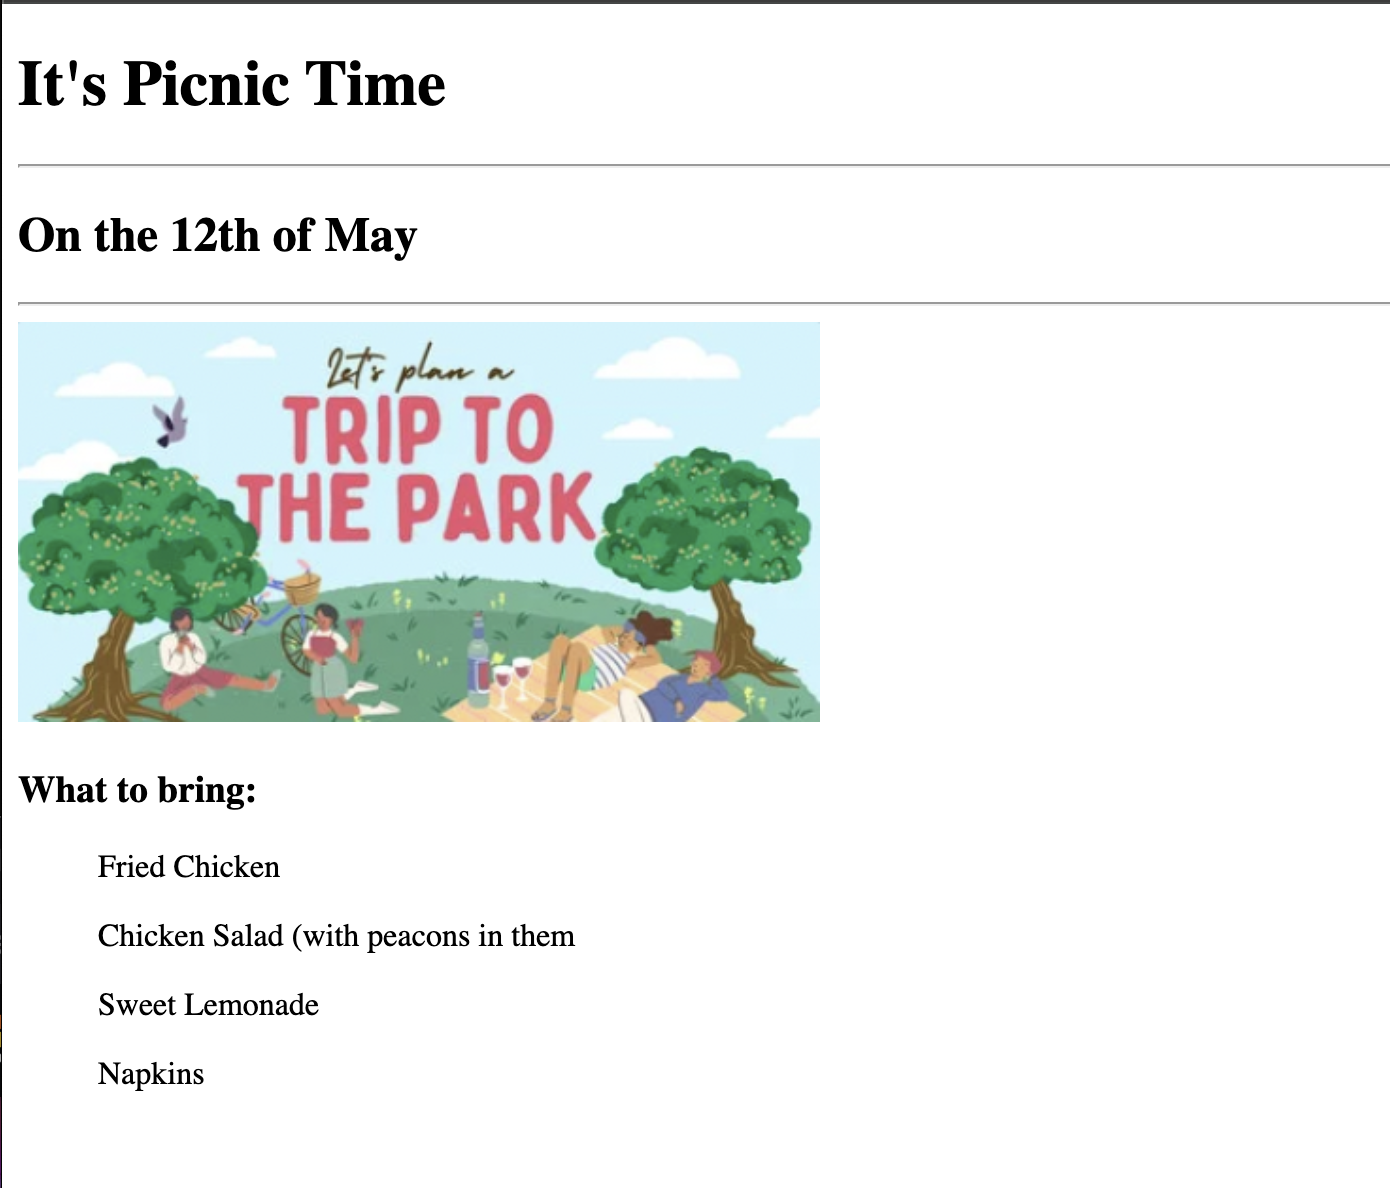 It's Picnic Time
On the 12th of May
Let's plan a
TRIP TO
THE PARK
What to bring:
Fried Chicken
Chicken Salad (with peacons in them
Sweet Lemonade
Napkins